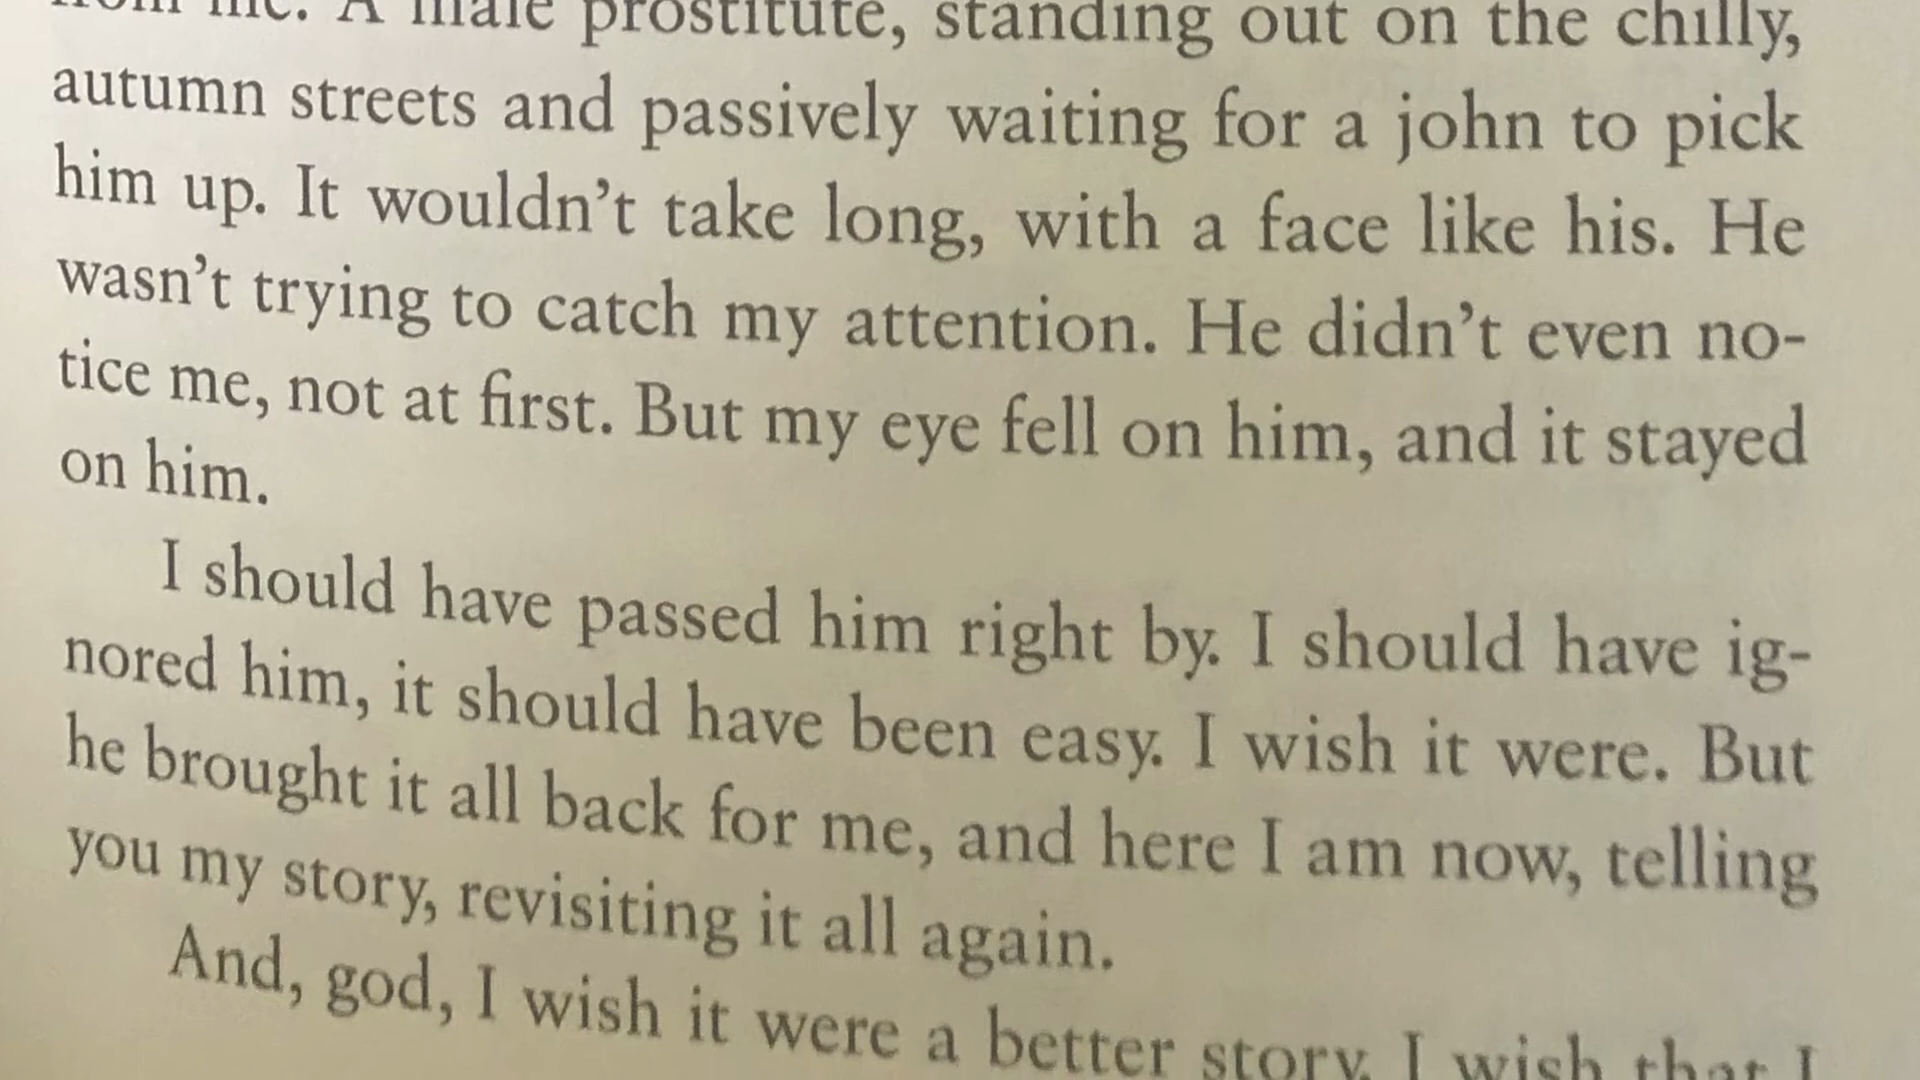 from me. A male prostitute, standing out on the chilly,
autumn streets and passively waiting for a john to pick
him up. It wouldn’t take long, with a face like his. He
wasn’t trying to catch my attention. He didn’t even no-
tice me, not at first. But my eye fell on him, and it stayed
on him.
I should have passed him right by. I should have ig-
nored him, it should have been easy. I wish it were. But
he brought it all back for me, and here I am now, telling
you my story, revisiting it all again.
And, god, I wish it were a better story. I wish that I